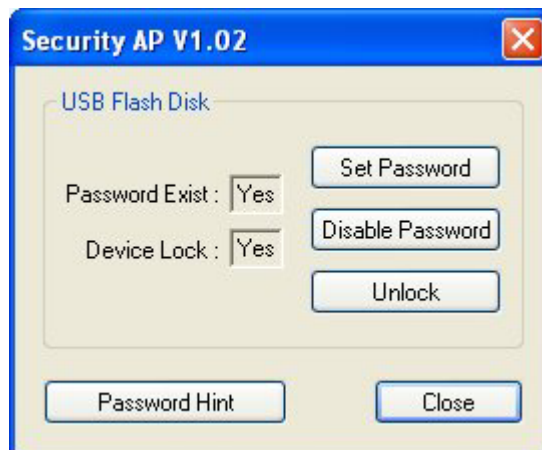 Security AP V1.02
USB Flash Disk
Password Exist : Yes
Device Lock : Yes
Set Password
Disable Password
Unlock
Password Hint
Close